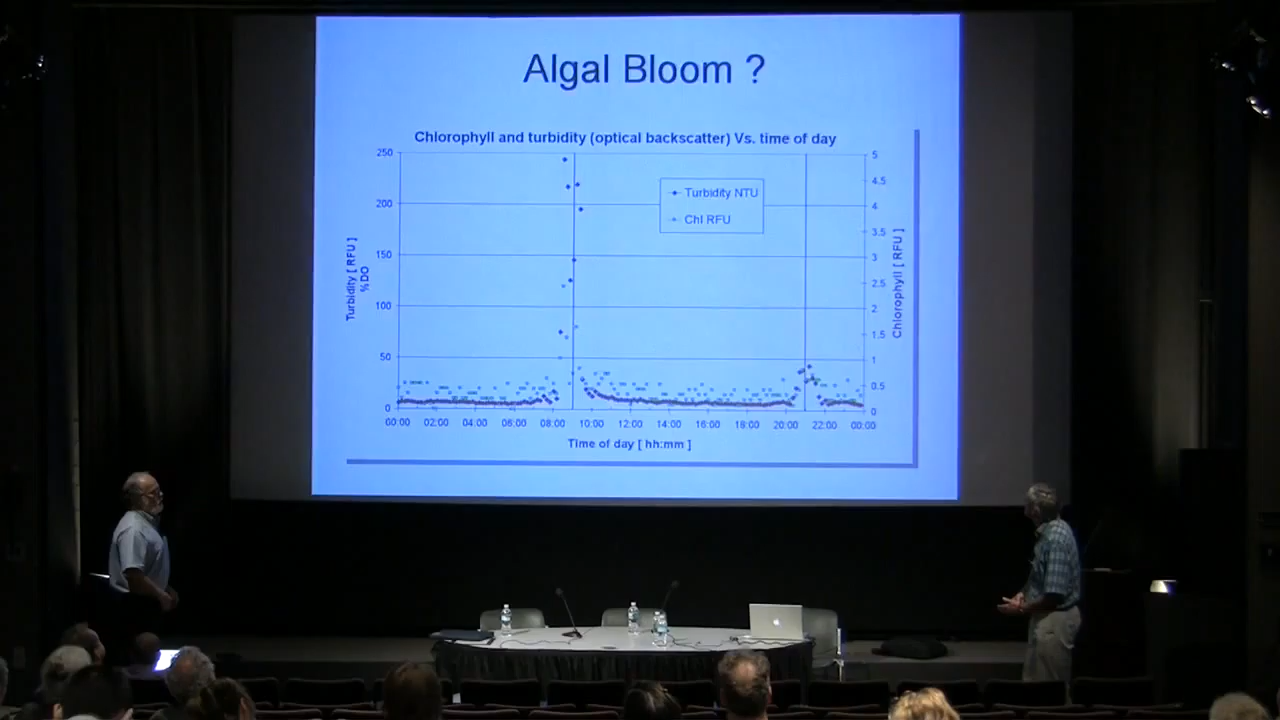 Algal Bloom ?
Chlorophyll and turbidity (optical backscatter) Vs. time of day
250
200
150
100
50
0
Turbidity [ RFU ]
%DO
Turbidity NTU
Chl RFU
5
4.5
4
3.5
3
2.5
2
1.5
1
0.5
0
Chlorophyll [ RFU ]
00:00 02:00 04:00 06:00 08:00 10:00 12:00 14:00 16:00 18:00 20:00 22:00 00:00
Time of day [ hh:mm ]